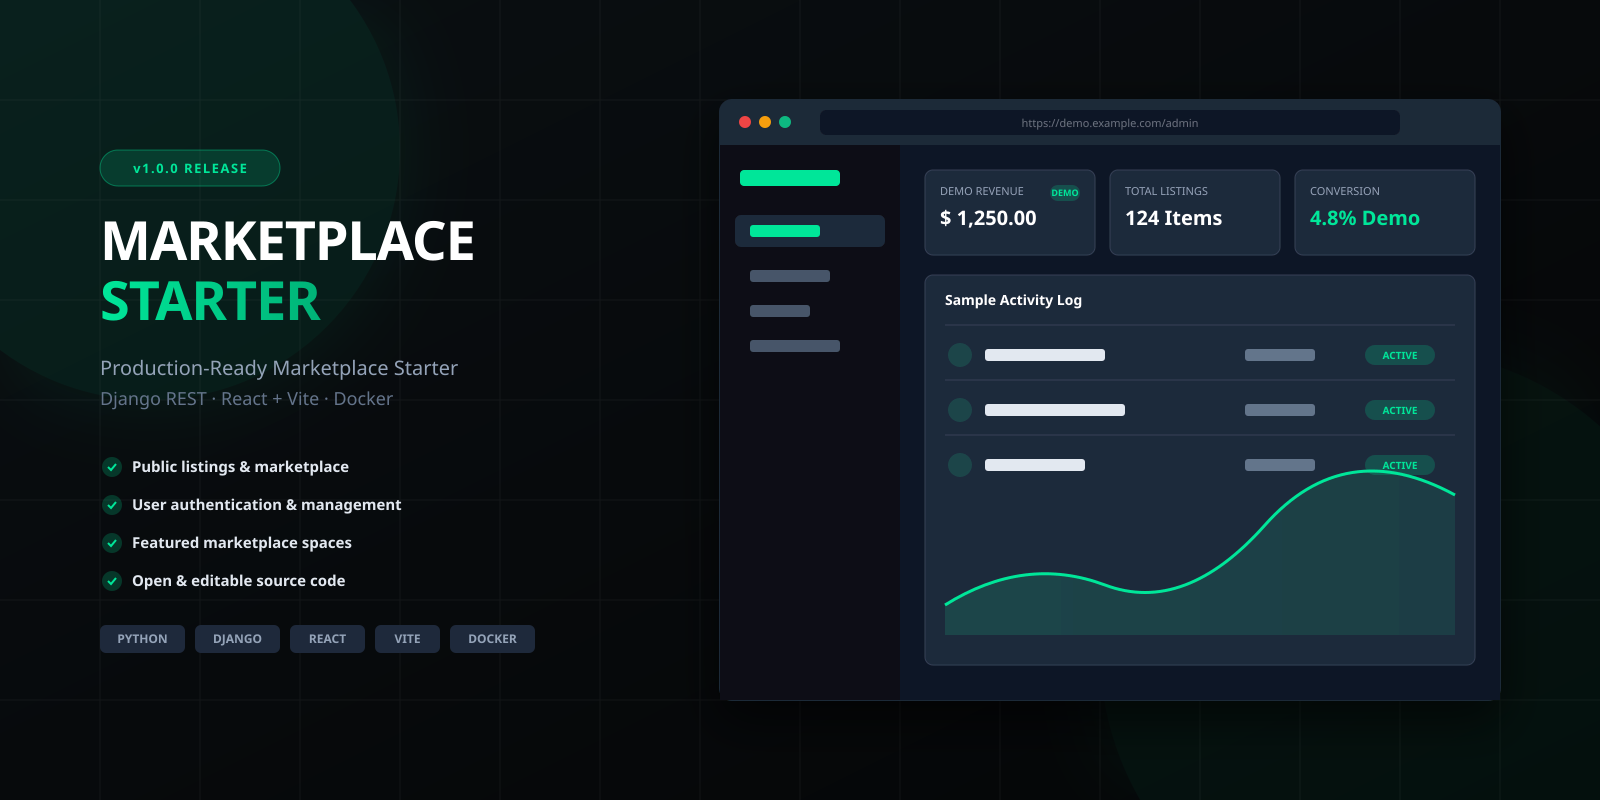 v1.0.0 RELEASE
MARKETPLACE
STARTER
Production-Ready Marketplace Starter
Django REST · React + Vite · Docker
Public listings & marketplace
User authentication & management
Featured marketplace spaces
Open & editable source code
PYTHON DJANGO REACT VITE DOCKER
https://demo.example.com/admin
DEMO REVENUE DEMO
$ 1,250.00
TOTAL LISTINGS
124 Items
CONVERSION
4.8% Demo
Sample Activity Log
ACTIVE
ACTIVE
ACTIVE